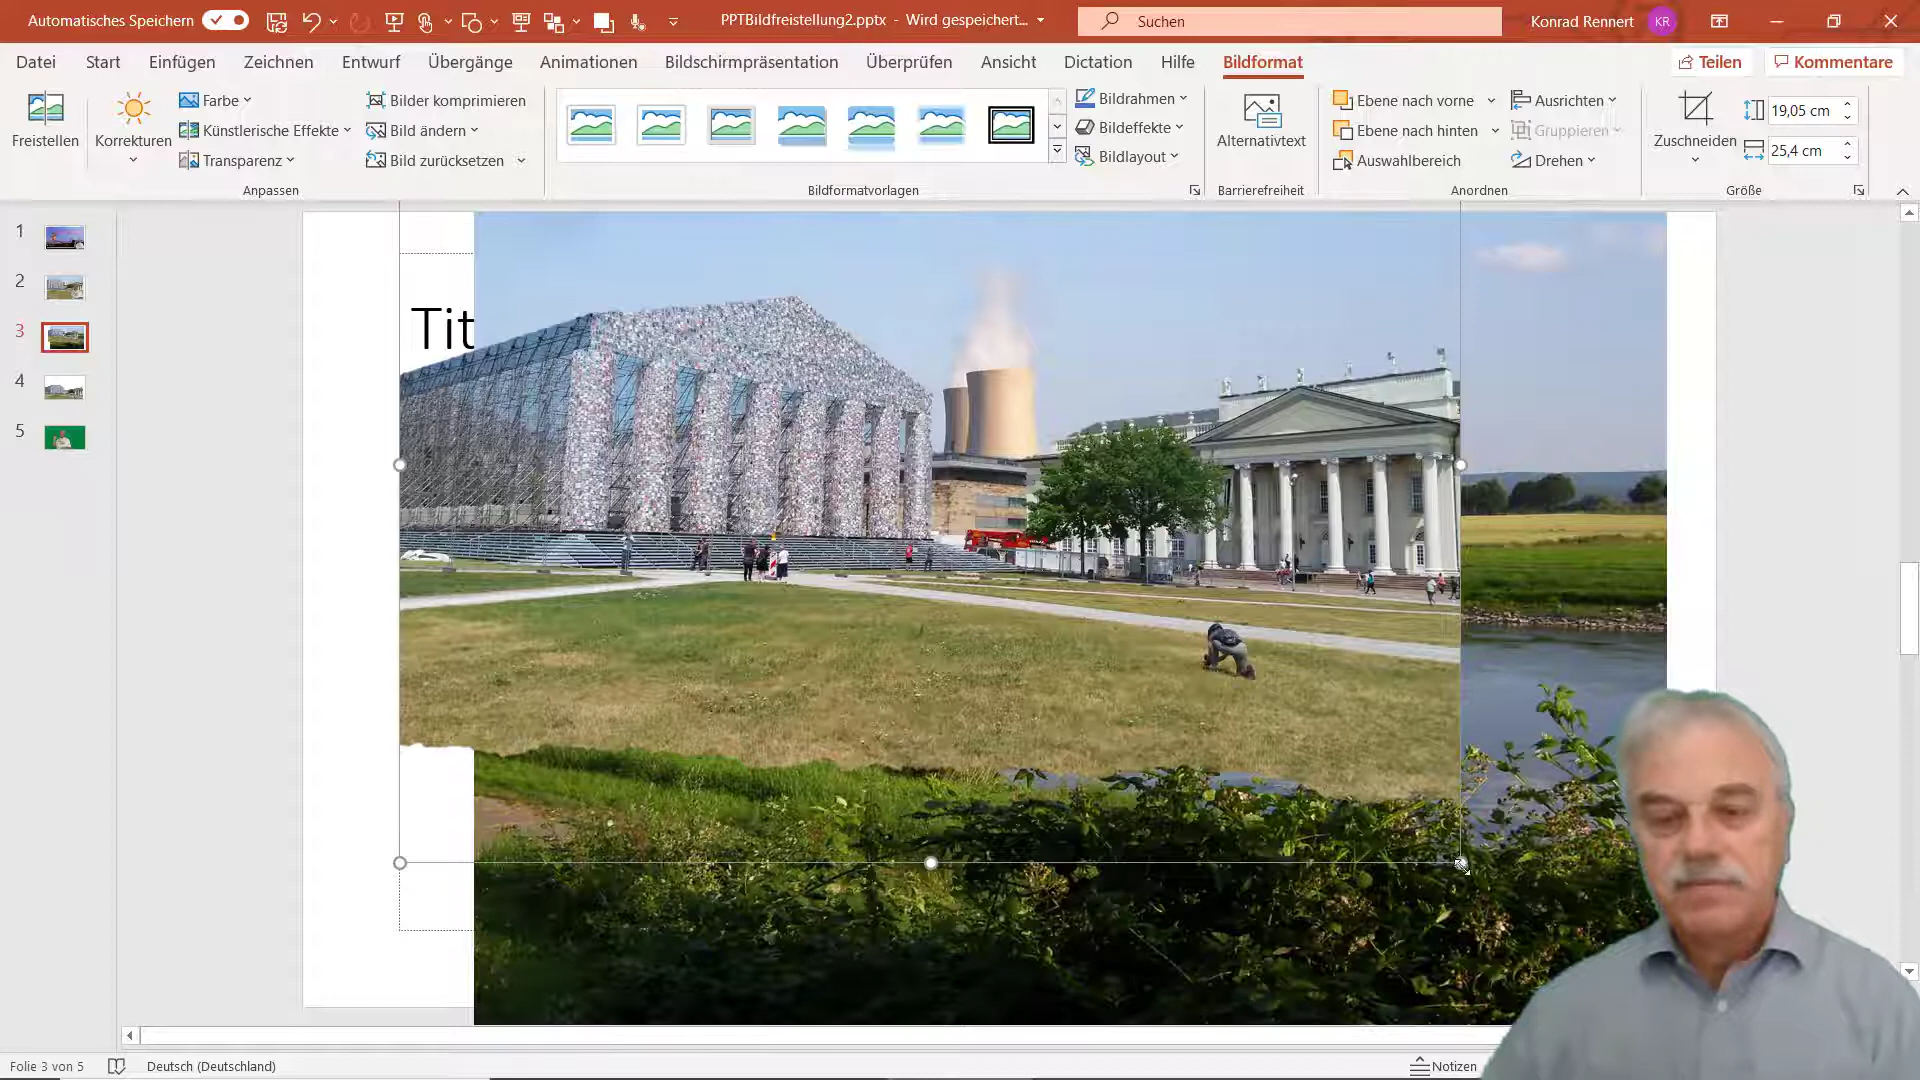 Automatisches Speichern
PPTBildfreistellung2.pptx - Wird gespeichert...
Suchen
Konrad Rennert KR
Datei Start Einfügen Zeichnen Entwurf Übergänge Animationen Bildschirmpräsentation Überprüfen Ansicht Dictation Hilfe Bildformat
Teilen Kommentare
Freistellen
Korrekturen
Farbe
Künstlerische Effekte
Transparenz
Bilder komprimieren
Bild ändern
Bild zurücksetzen
Anpassen
Bildformatvorlagen
Bildrahmen
Bildeffekte
Bildlayout
Alternativtext
Barrierefreiheit
Ebene nach vorne
Ebene nach hinten
Auswahlbereich
Ausrichten
Gruppieren
Drehen
Anordnen
Zuschneiden
19,05 cm
25,4 cm
Größe
1
2
3
4
5
Tit
Folie 3 von 5
Deutsch (Deutschland)
Notizen